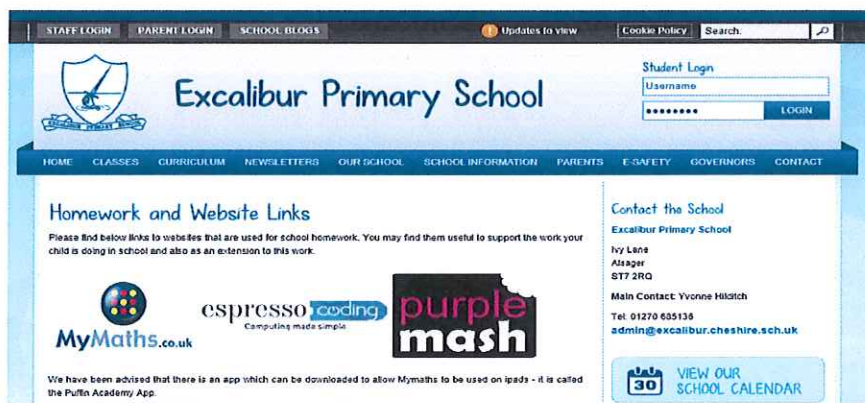 STAFF LOGIN PARENT LOGIN SCHOOL BLOGS ! Updates to view Cookie Policy Search:
Excalibur Primary School
EXCALIBUR PRIMARY SCHOOL
Student Login
Username
LOGIN
HOME CLASSES CURRICULUM NEWSLETTERS OUR SCHOOL SCHOOL INFORMATION PARENTS E-SAFETY GOVERNORS CONTACT
Homework and Website Links
Please find below links to websites that are used for school homework. You may find them useful to support the work your
child is doing in school and also as an extension to this work.
MyMaths.co.uk
espresso coding
Computing made simple
purple
mash
We have been advised that there is an app which can be downloaded to allow Mymaths to be used on ipads - it is called
the Puffin Academy App.
Contact the School
Excalibur Primary School
Ivy Lane
Alsager
ST7 2RQ
Main Contact: Yvonne Hilditch
Tel: 01270 685136
admin@excalibur.cheshire.sch.uk
30
VIEW OUR
SCHOOL CALENDAR